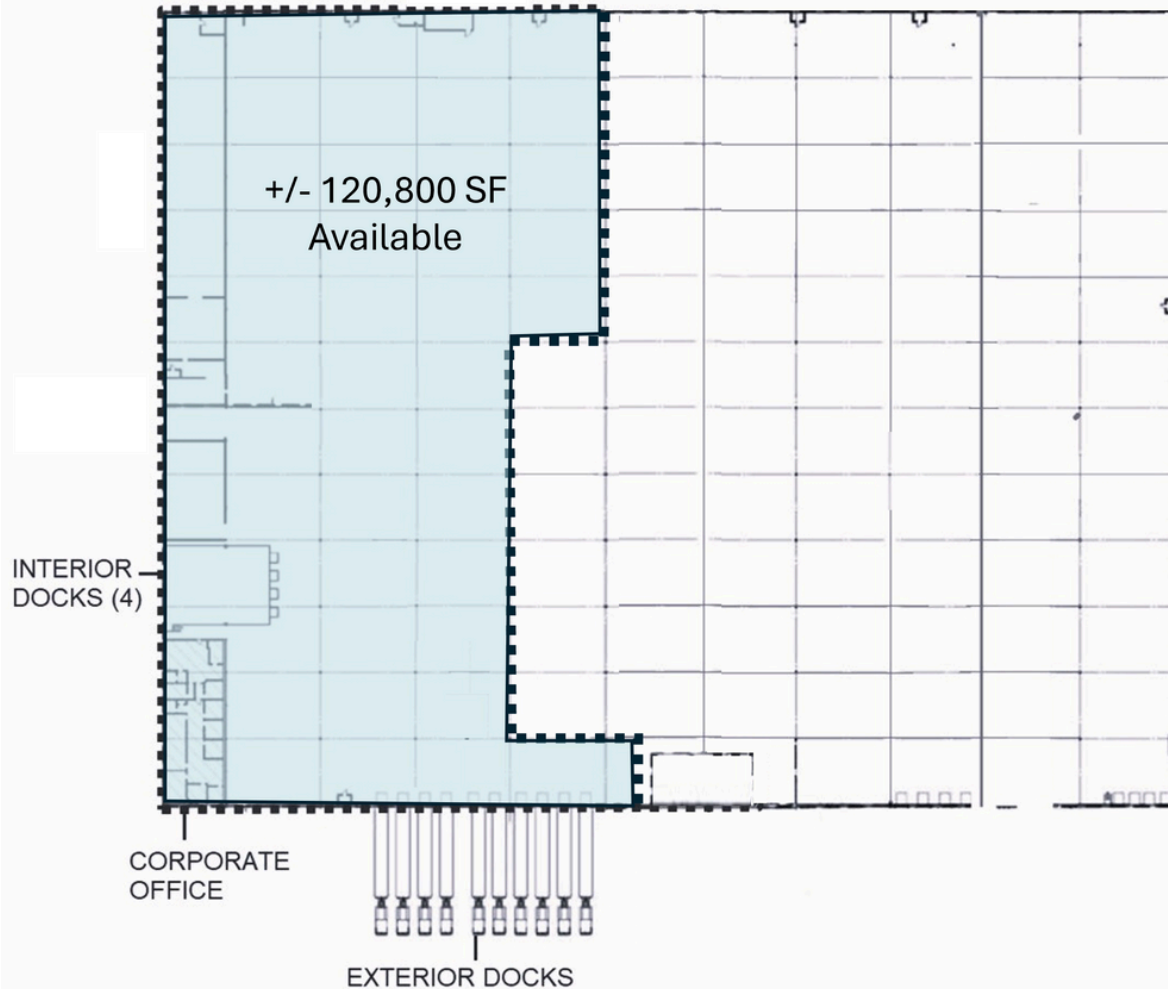 +/- 120,800 SF
Available
INTERIOR
DOCKS (4)
CORPORATE
OFFICE
EXTERIOR DOCKS